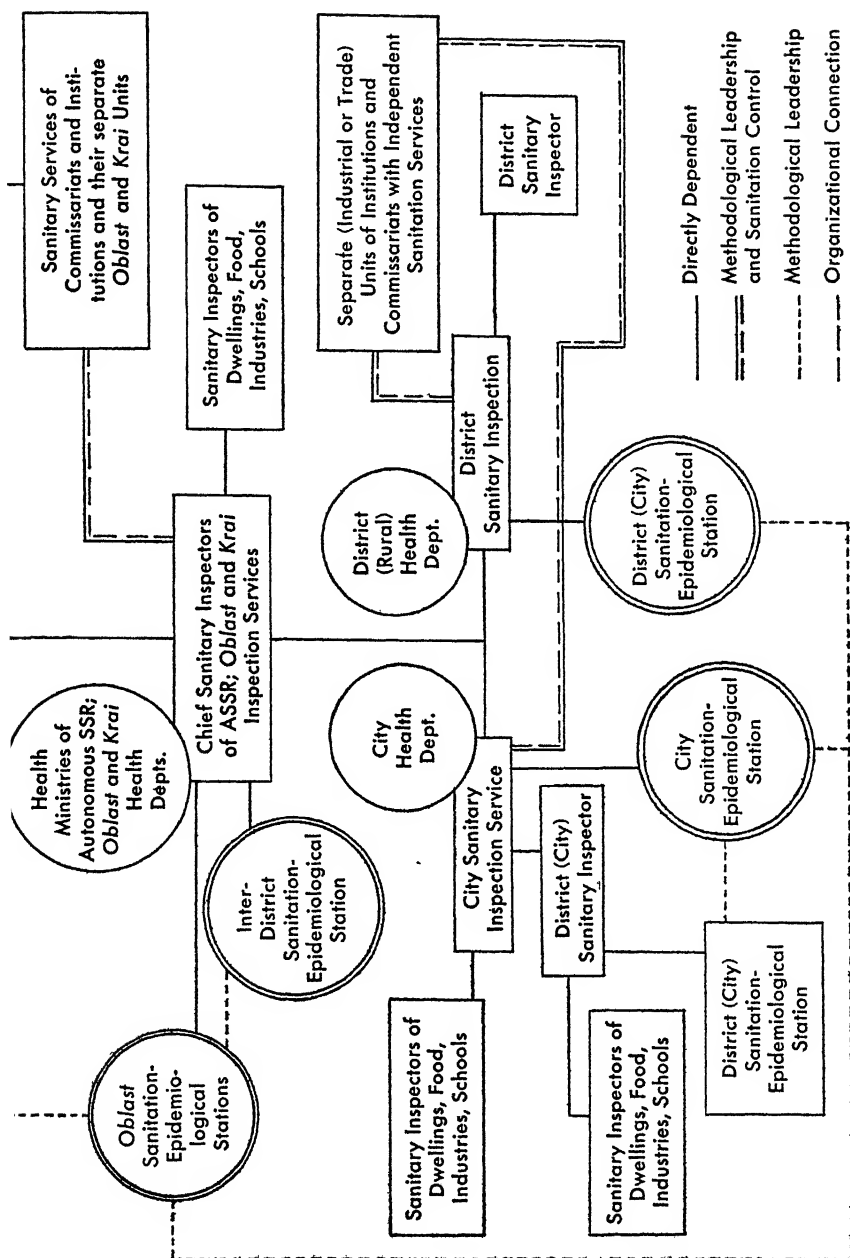 Health
Ministries of
Autonomous SSR;
Oblast and Krai
Health
Depts.
Sanitary Services of
Commissariats and Insti-
tutions and their separate
Oblast and Krai Units
Oblast
Sanitation-
Epidemio-
logical
Stations
Chief Sanitary Inspectors
of ASSR; Oblast and Krai
Inspection Services
Sanitary Inspectors of
Dwellings, Food,
Industries, Schools
Inter-
District
Sanitation-
Epidemiological
Station
City
Health
Dept.
District
(Rural)
Health
Dept.
Separate (Industrial or Trade)
Units of Institutions and
Commissariats with Independent
Sanitation Services
Sanitary Inspectors of
Dwellings, Food,
Industries, Schools
City Sanitary
Inspection Service
District
Sanitary Inspection
District
Sanitary
Inspector
District (City)
Sanitary Inspector
Sanitary Inspectors of
Dwellings, Food,
Industries, Schools
District (City)
Sanitation-
Epidemiological
Station
City
Sanitation-
Epidemiological
Station
District (City)
Sanitation-
Epidemiological
Station
Directly Dependent
Methodological Leadership
and Sanitation Control
Methodological Leadership
Organizational Connection